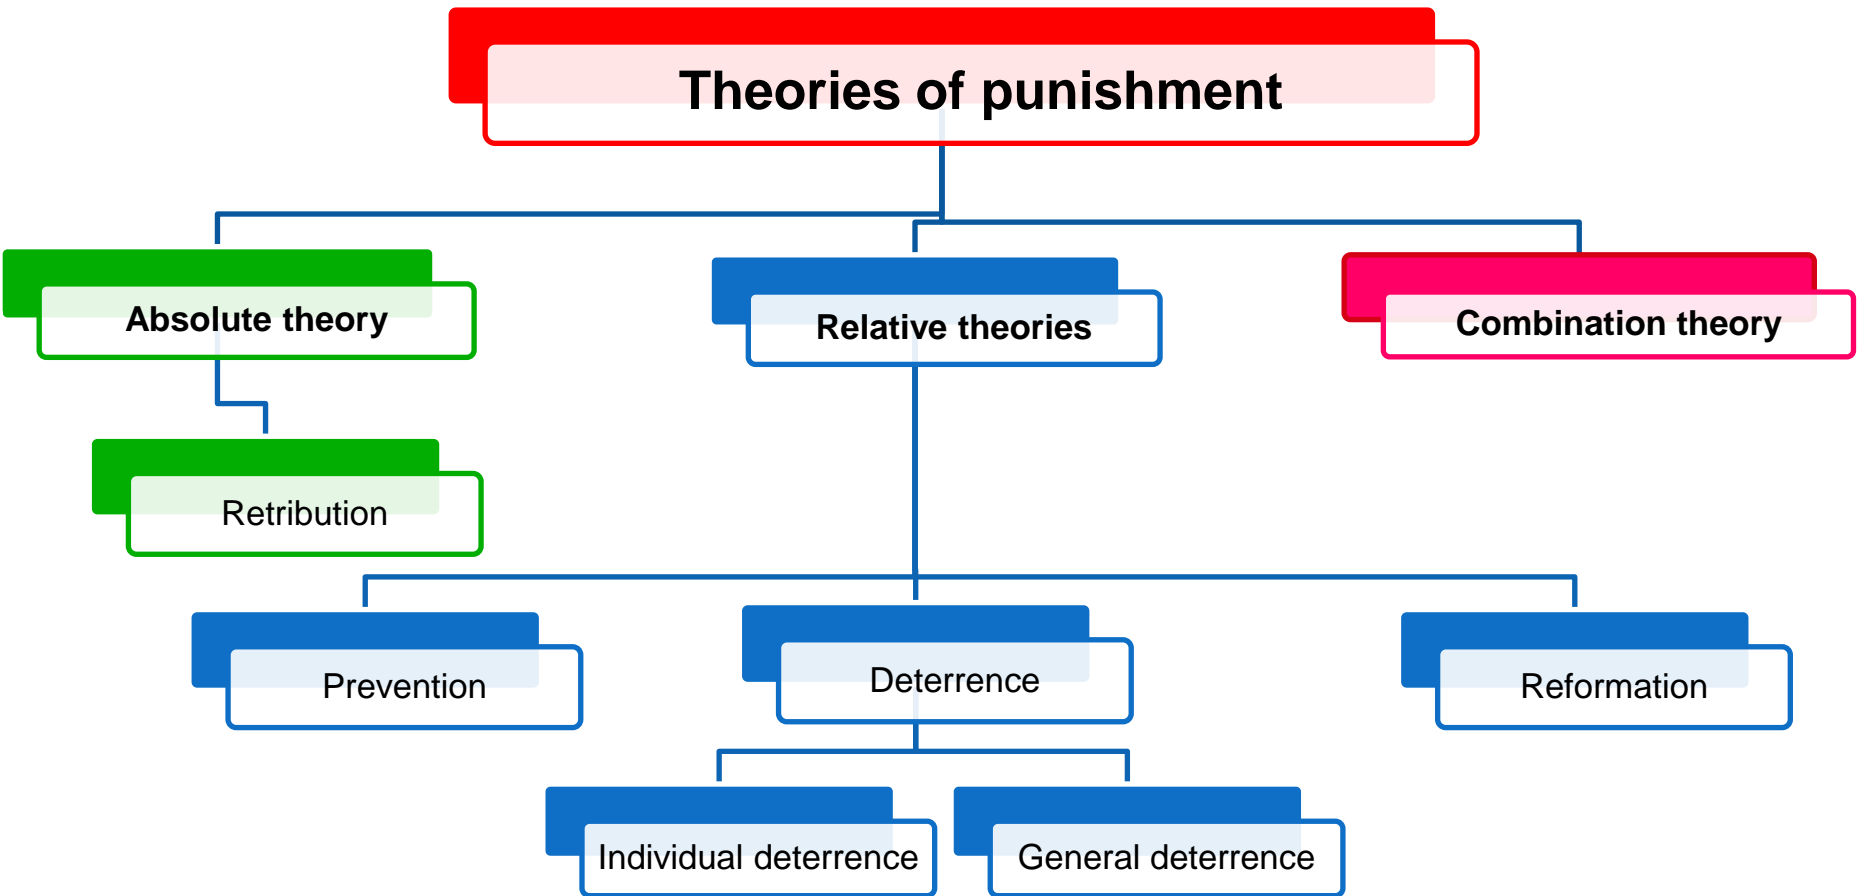 Theories of punishment
Absolute theory
Relative theories
Combination theory
Retribution
Prevention
Deterrence
Reformation
Individual deterrence
General deterrence